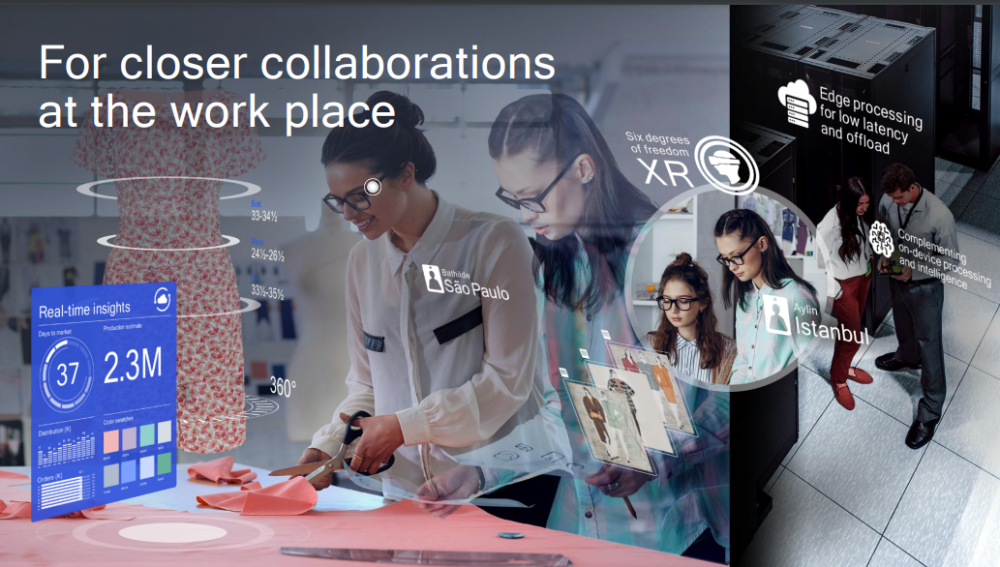 For closer collaborations
at the work place
Six degrees
of freedom
XR
Edge processing
for low latency
and offload
33-34½
24½-26½
33½-35½
Bathilde
São Paulo
Complementing
on-device processing
and intelligence
Aylin
Istanbul
Real-time insights
Days to market
37
Production estimate
2.3M
360°
Distribution [K]
Color swatches
Orders [K]